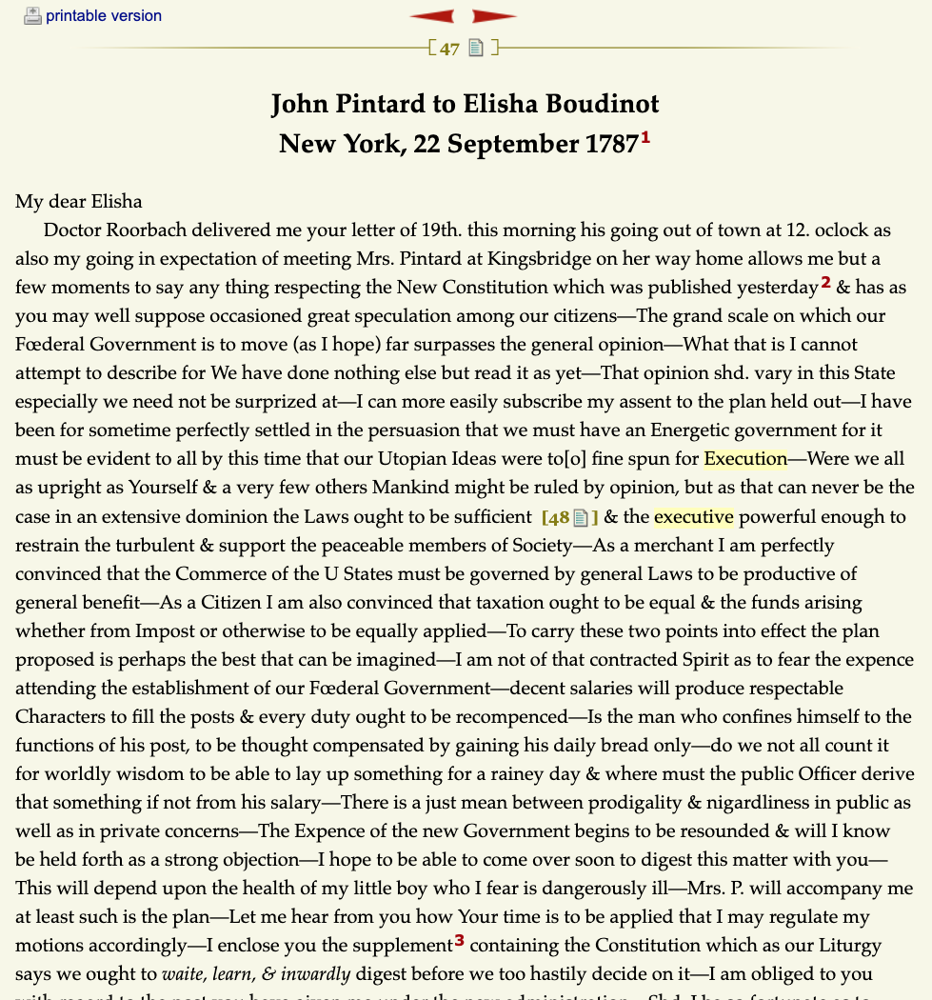 printable version
[ 47 ]
John Pintard to Elisha Boudinot
New York, 22 September 1787¹
My dear Elisha
Doctor Roorbach delivered me your letter of 19th. this morning his going out of town at 12. oclock as
also my going in expectation of meeting Mrs. Pintard at Kingsbridge on her way home allows me but a
few moments to say any thing respecting the New Constitution which was published yesterday² & has as
you may well suppose occasioned great speculation among our citizens—The grand scale on which our
Fœderal Government is to move (as I hope) far surpasses the general opinion—What that is I cannot
attempt to describe for We have done nothing else but read it as yet—That opinion shd. vary in this State
especially we need not be surprized at—I can more easily subscribe my assent to the plan held out—I have
been for sometime perfectly settled in the persuasion that we must have an Energetic government for it
must be evident to all by this time that our Utopian Ideas were to[o] fine spun for Execution—Were we all
as upright as Yourself & a very few others Mankind might be ruled by opinion, but as that can never be the
case in an extensive dominion the Laws ought to be sufficient [48 ] & the executive powerful enough to
restrain the turbulent & support the peaceable members of Society—As a merchant I am perfectly
convinced that the Commerce of the U States must be governed by general Laws to be productive of
general benefit—As a Citizen I am also convinced that taxation ought to be equal & the funds arising
whether from Impost or otherwise to be equally applied—To carry these two points into effect the plan
proposed is perhaps the best that can be imagined—I am not of that contracted Spirit as to fear the expence
attending the establishment of our Fœderal Government—decent salaries will produce respectable
Characters to fill the posts & every duty ought to be recompenced—Is the man who confines himself to the
functions of his post, to be thought compensated by gaining his daily bread only—do we not all count it
for worldly wisdom to be able to lay up something for a rainey day & where must the public Officer derive
that something if not from his salary—There is a just mean between prodigality & nigardliness in public as
well as in private concerns—The Expence of the new Government begins to be resounded & will I know
be held forth as a strong objection—I hope to be able to come over soon to digest this matter with you—
This will depend upon the health of my little boy who I fear is dangerously ill—Mrs. P. will accompany me
at least such is the plan—Let me hear from you how Your time is to be applied that I may regulate my
motions accordingly—I enclose you the supplement³ containing the Constitution which as our Liturgy
says we ought to waite, learn, & inwardly digest before we too hastily decide on it—I am obliged to you